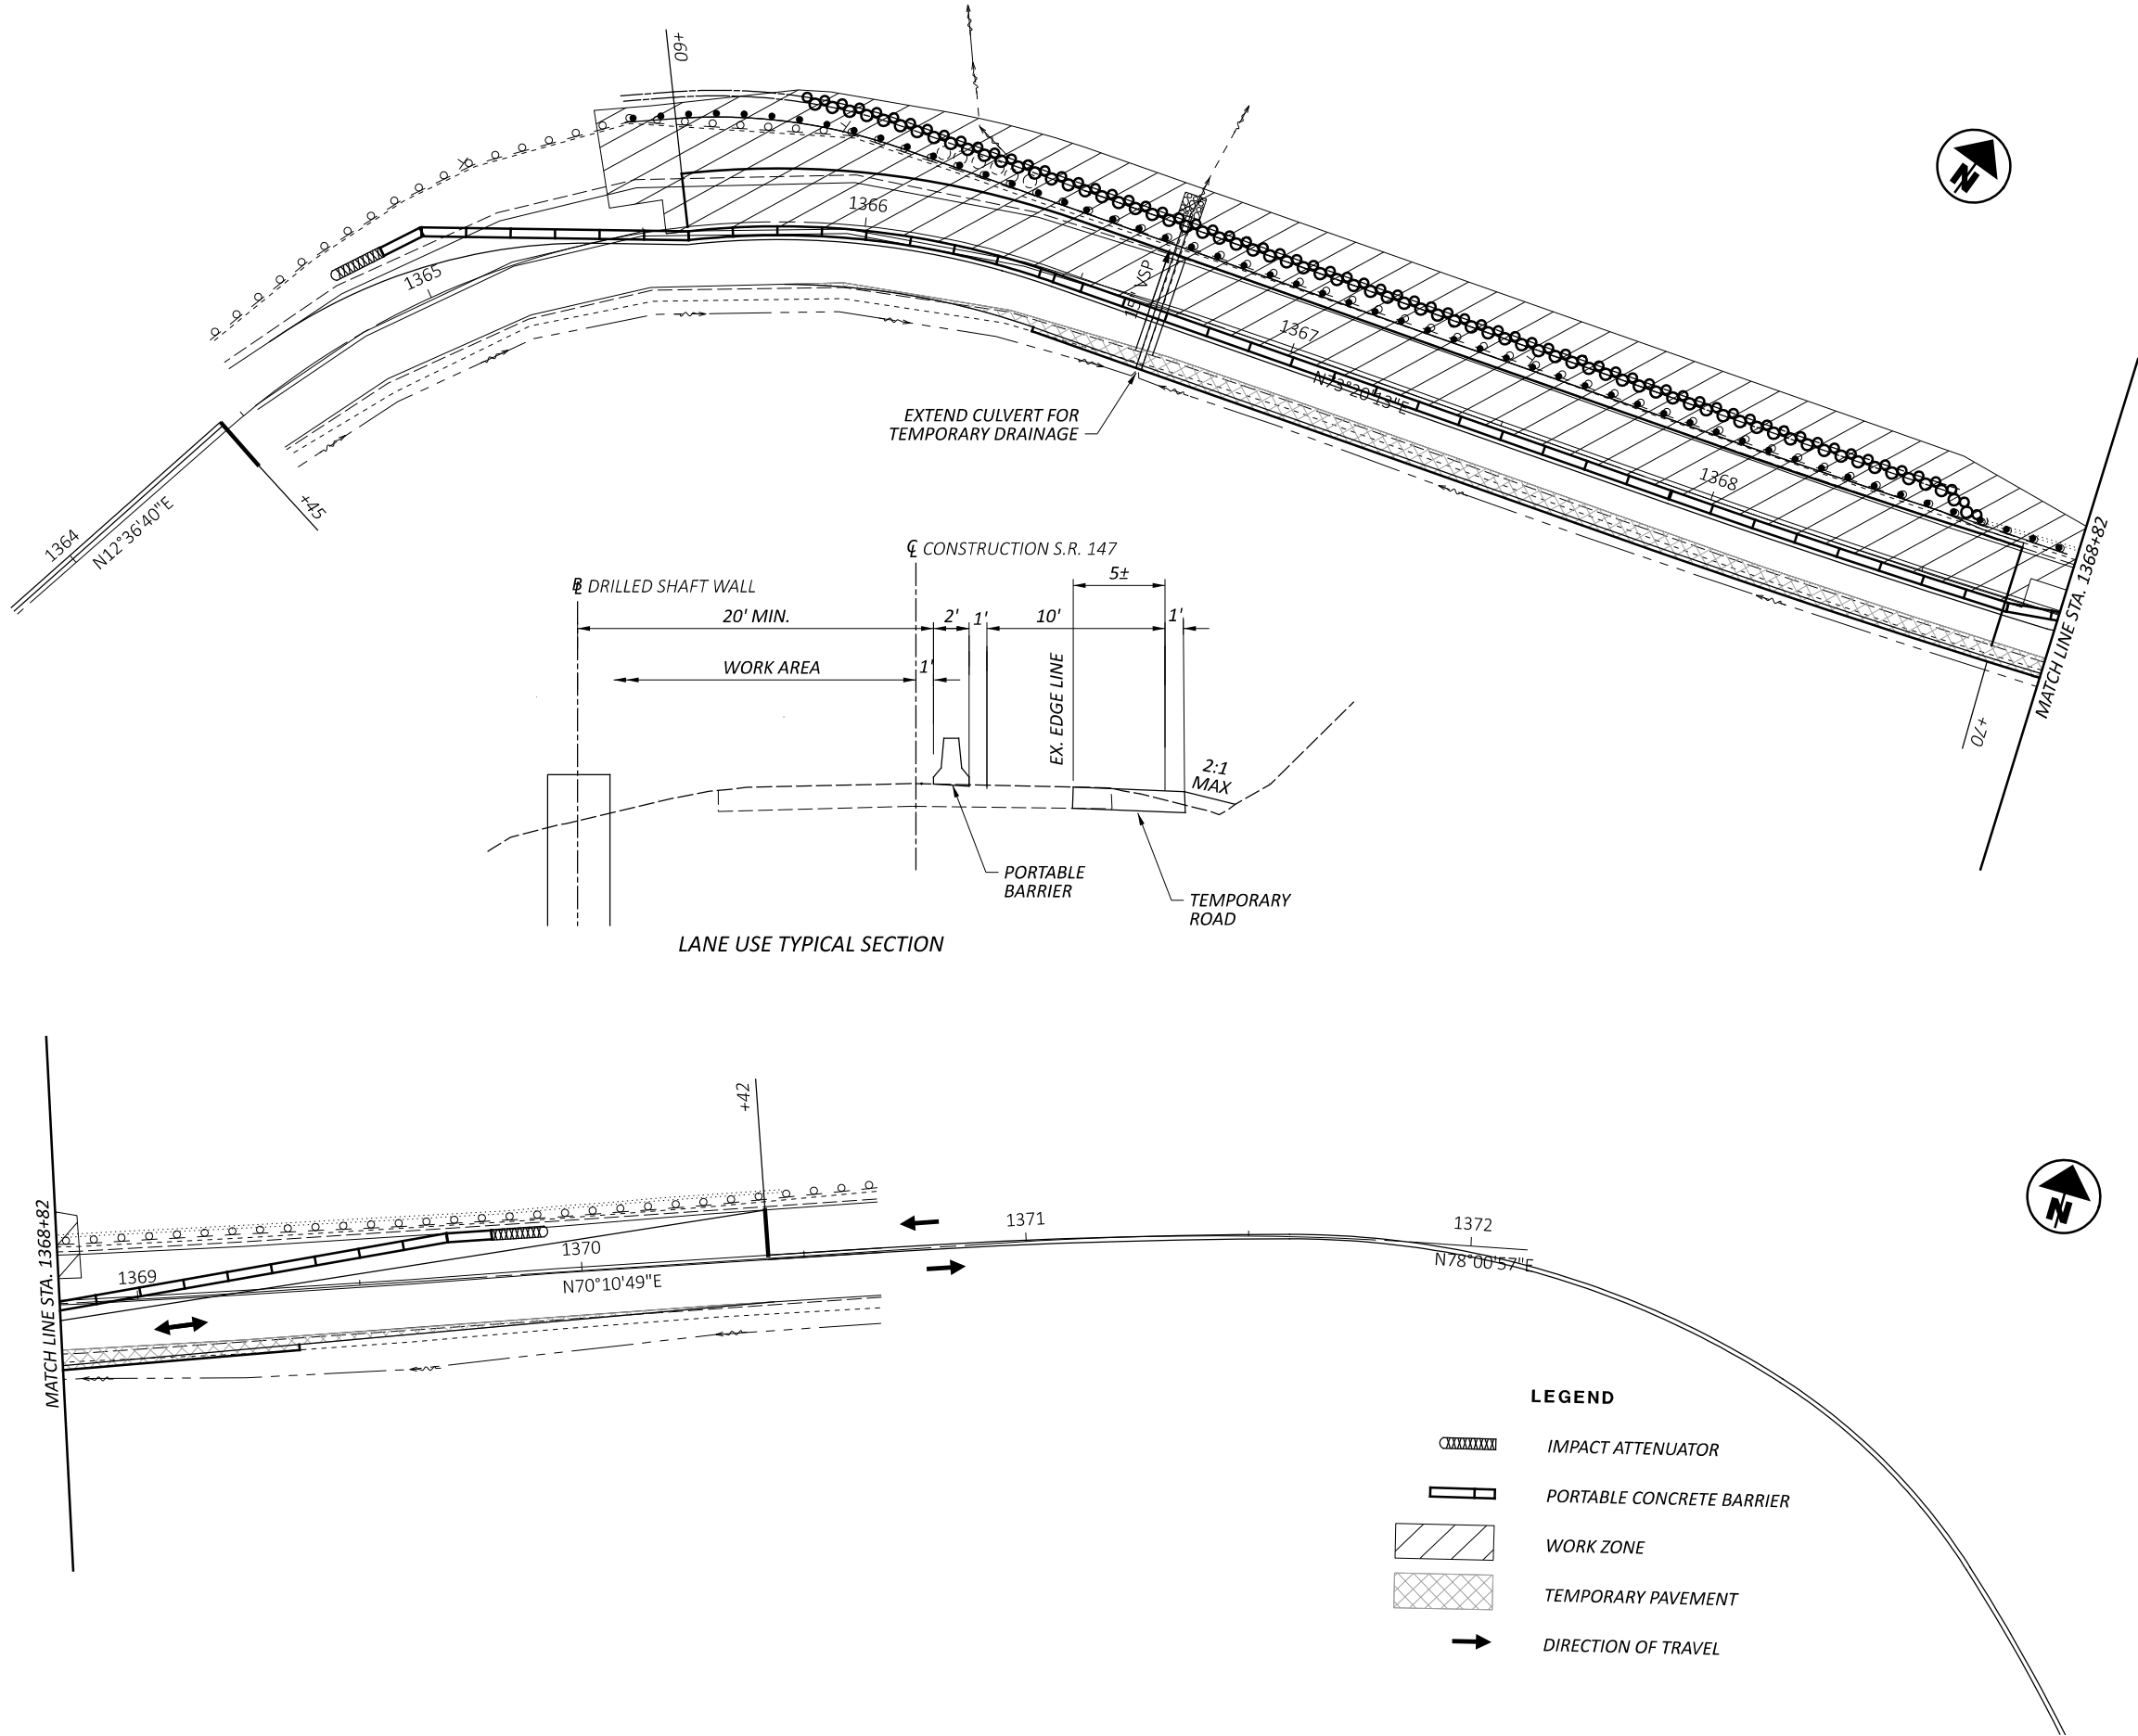 +60
N
1366
1365
15" VSP
1367
N73°20'13"E
EXTEND CULVERT FOR
TEMPORARY DRAINAGE
1368
MATCH LINE STA. 1368+82
+45
1364
N12°36'40"E
+70
℄ CONSTRUCTION S.R. 147
5±
BL DRILLED SHAFT WALL
20' MIN.
2'
1'
10'
1'
WORK AREA
1'
EX. EDGE LINE
2:1
MAX
PORTABLE
BARRIER
TEMPORARY
ROAD
LANE USE TYPICAL SECTION
+42
N
MATCH LINE STA. 1368+82
1369
1370
N70°10'49"E
1371
1372
N78°00'57"E
LEGEND
IMPACT ATTENUATOR
PORTABLE CONCRETE BARRIER
WORK ZONE
TEMPORARY PAVEMENT
DIRECTION OF TRAVEL